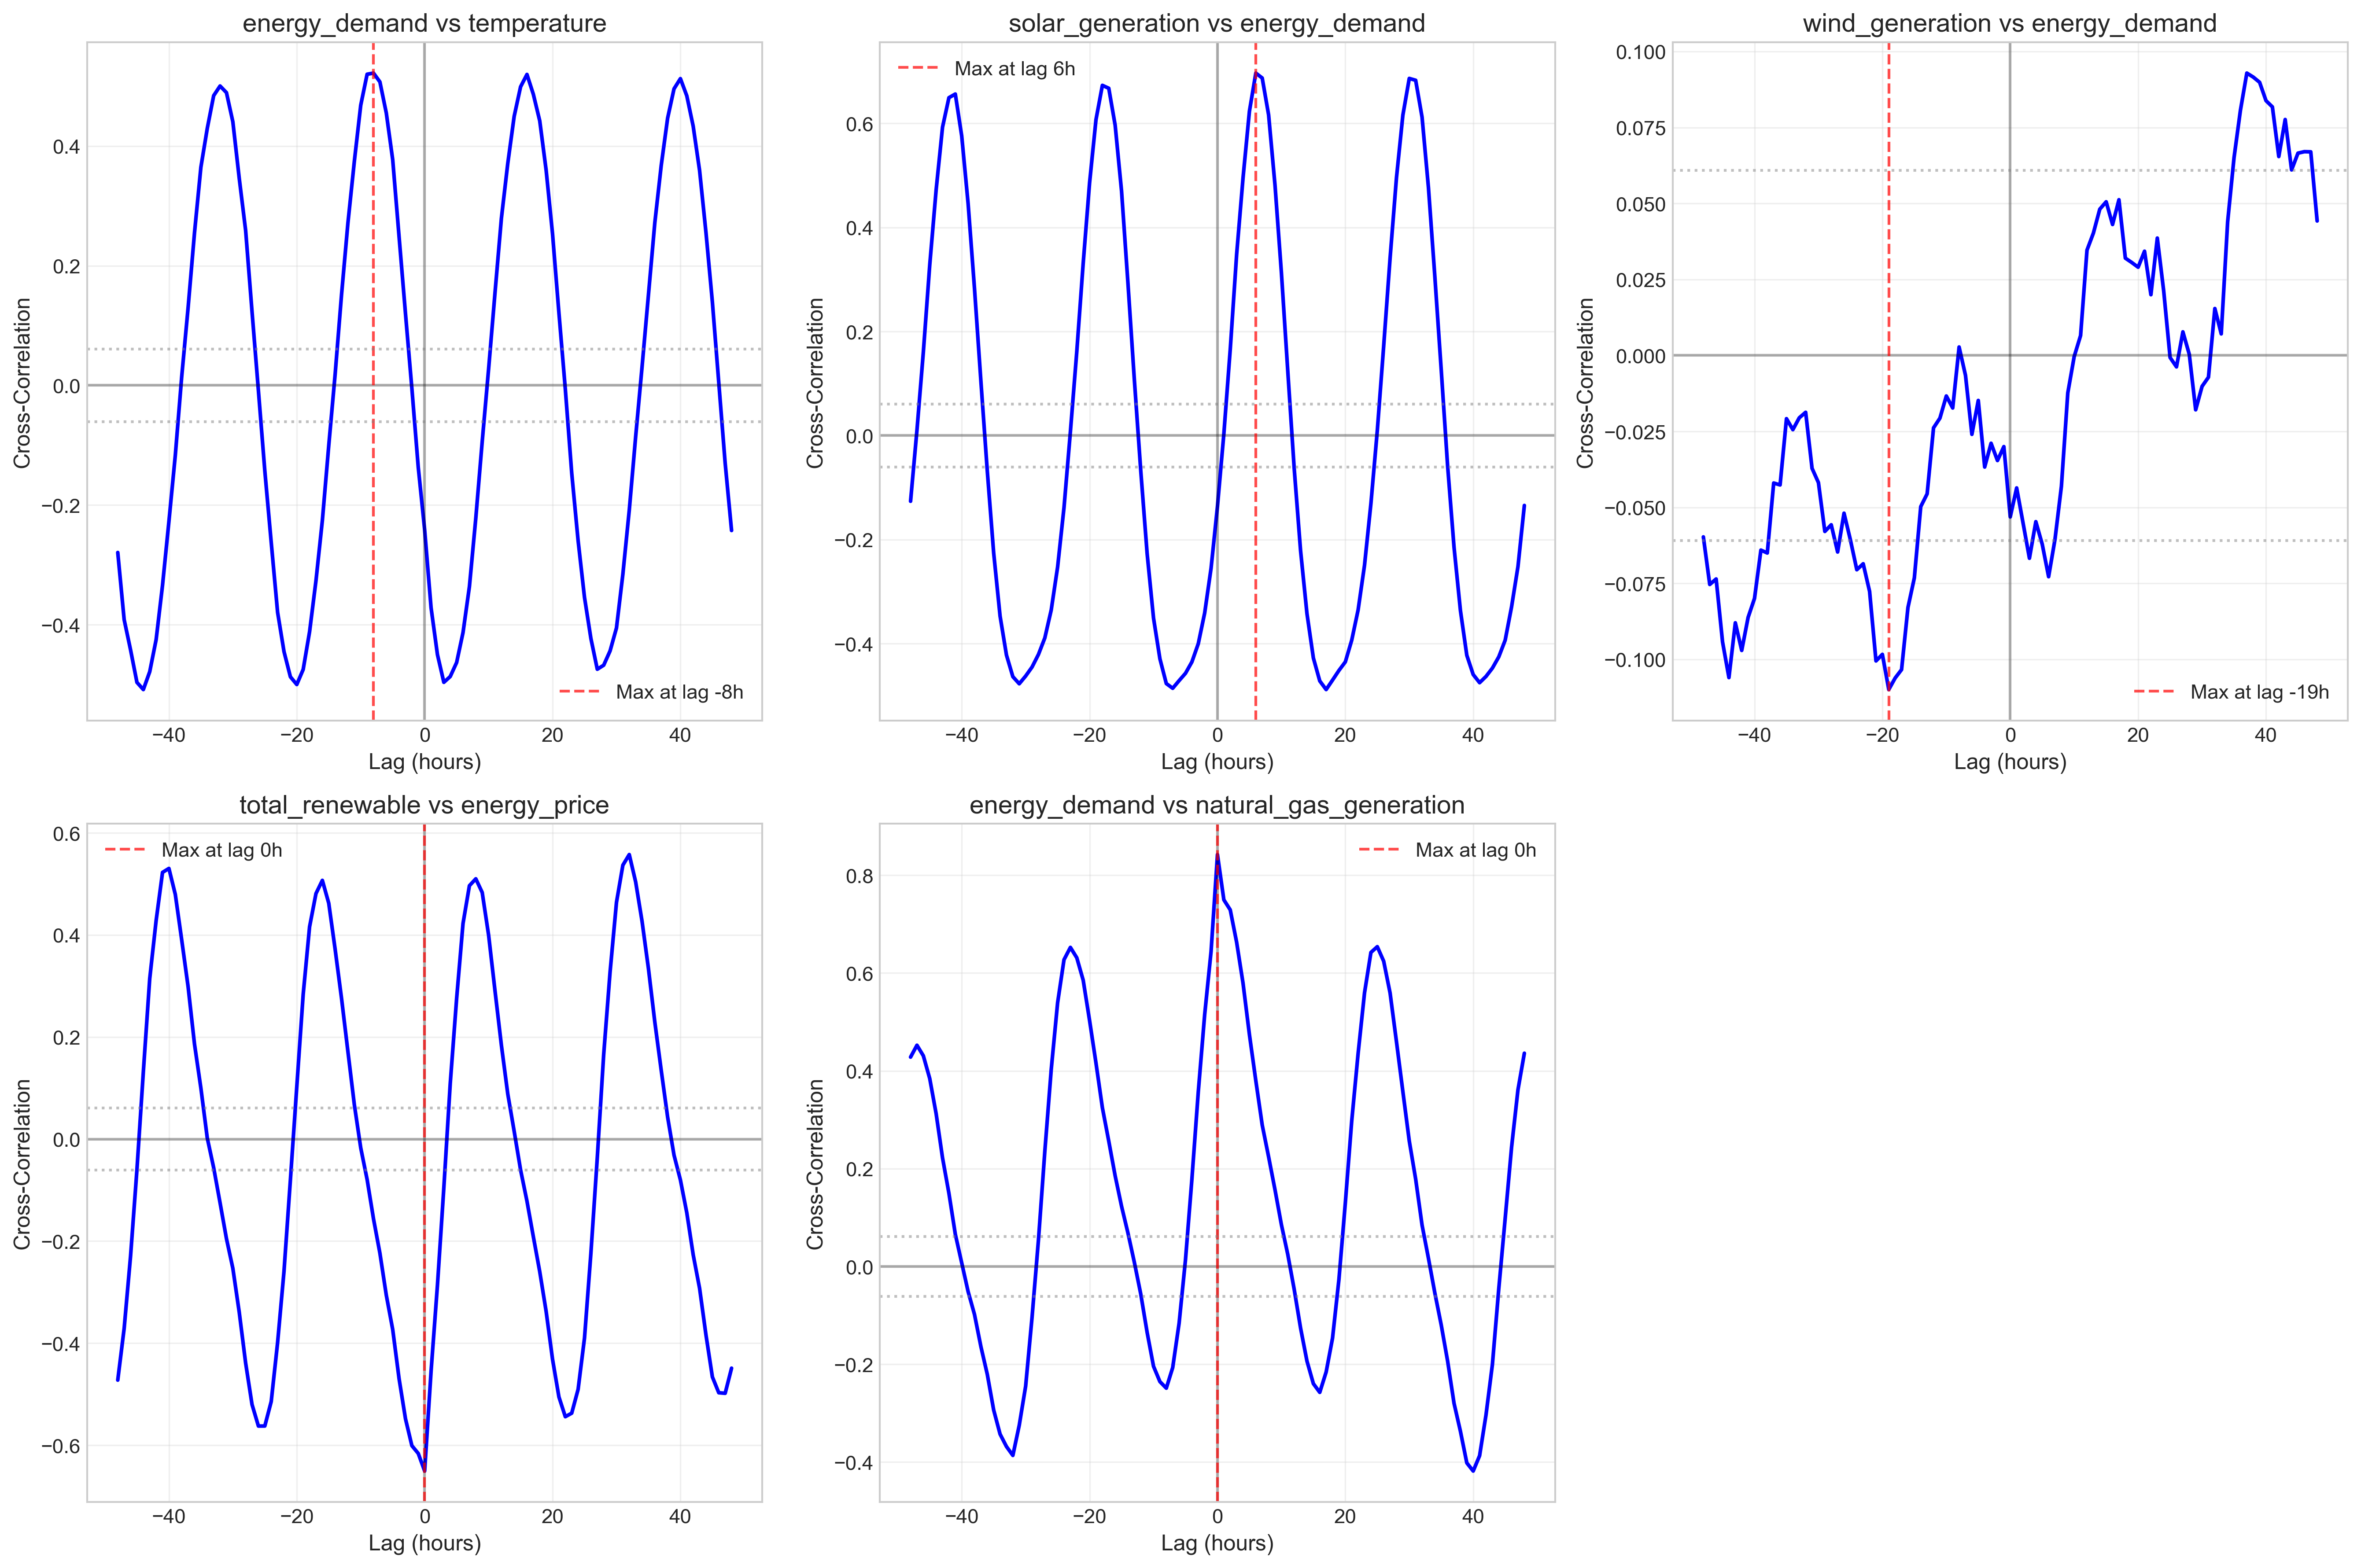 energy_demand vs temperature
Cross-Correlation
0.4
0.2
0.0
−0.2
−0.4
−40
−20
0
20
40
Lag (hours)
Max at lag -8h
solar_generation vs energy_demand
Cross-Correlation
0.6
0.4
0.2
0.0
−0.2
−0.4
−40
−20
0
20
40
Lag (hours)
Max at lag 6h
wind_generation vs energy_demand
Cross-Correlation
0.100
0.075
0.050
0.025
0.000
−0.025
−0.050
−0.075
−0.100
−40
−20
0
20
40
Lag (hours)
Max at lag -19h
total_renewable vs energy_price
Cross-Correlation
0.6
0.4
0.2
0.0
−0.2
−0.4
−0.6
−40
−20
0
20
40
Lag (hours)
Max at lag 0h
energy_demand vs natural_gas_generation
Cross-Correlation
0.8
0.6
0.4
0.2
0.0
−0.2
−0.4
−40
−20
0
20
40
Lag (hours)
Max at lag 0h